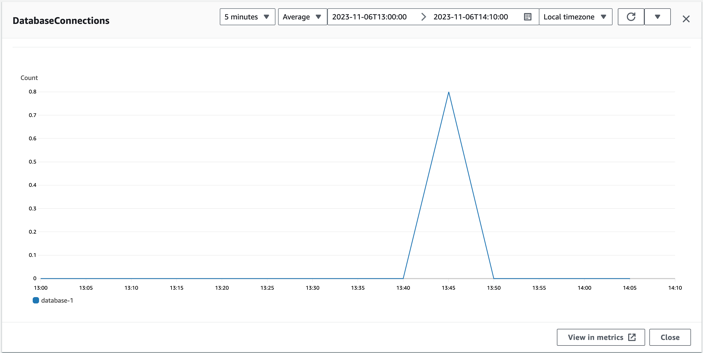 DatabaseConnections
5 minutes
Average
2023-11-06T13:00:00
2023-11-06T14:10:00
Local timezone
Count
0.8
0.7
0.6
0.5
0.4
0.3
0.2
0.1
0
13:00 13:05 13:10 13:15 13:20 13:25 13:30 13:35 13:40 13:45 13:50 13:55 14:00 14:05 14:10
database-1
View in metrics
Close